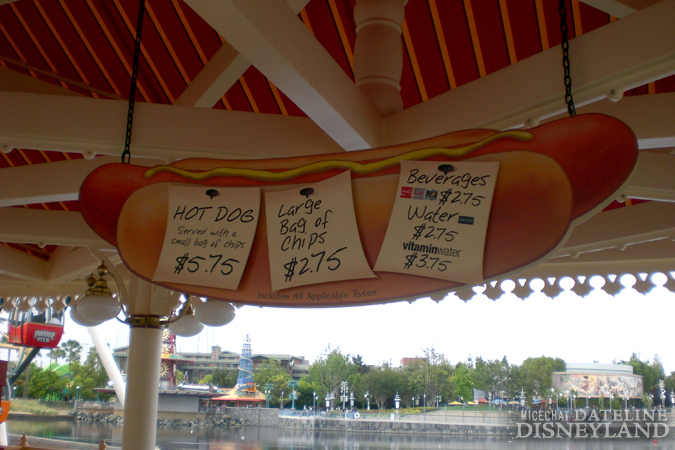 HOT DOG
Served with a
small bag of chips
$5.75
Large
Bag of
Chips
$2.75
Beverages
$2.75
Water
$2.75
vitaminwater
$3.75
Includes All Applicable Taxes
MICECHAT DATELINE
DISNEYLAND